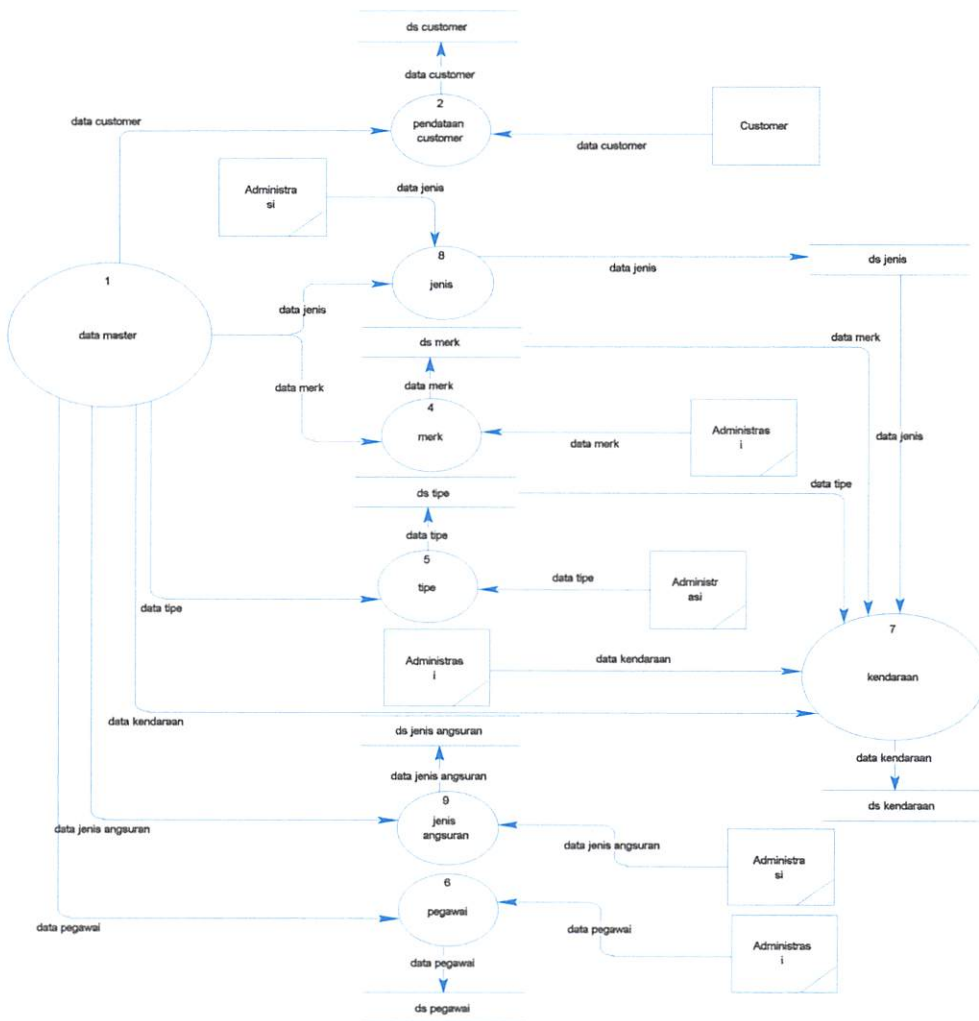 ds customer
data customer
2
pendataan
customer
data customer
Customer
data customer
Administra
si
data jenis
8
jenis
data jenis
ds jenis
1
data master
data jenis
ds merk
data merk
data merk
data merk
4
merk
data merk
Administras
i
data jenis
ds tipe
data tipe
data tipe
5
tipe
data tipe
Administr
asi
data tipe
7
kendaraan
Administras
i
data kendaraan
data kendaraan
ds jenis angsuran
data kendaraan
data jenis angsuran
ds kendaraan
9
jenis
angsuran
data jenis angsuran
data jenis angsuran
Administra
si
6
pegawai
data pegawai
data pegawai
Administras
i
data pegawai
ds pegawai